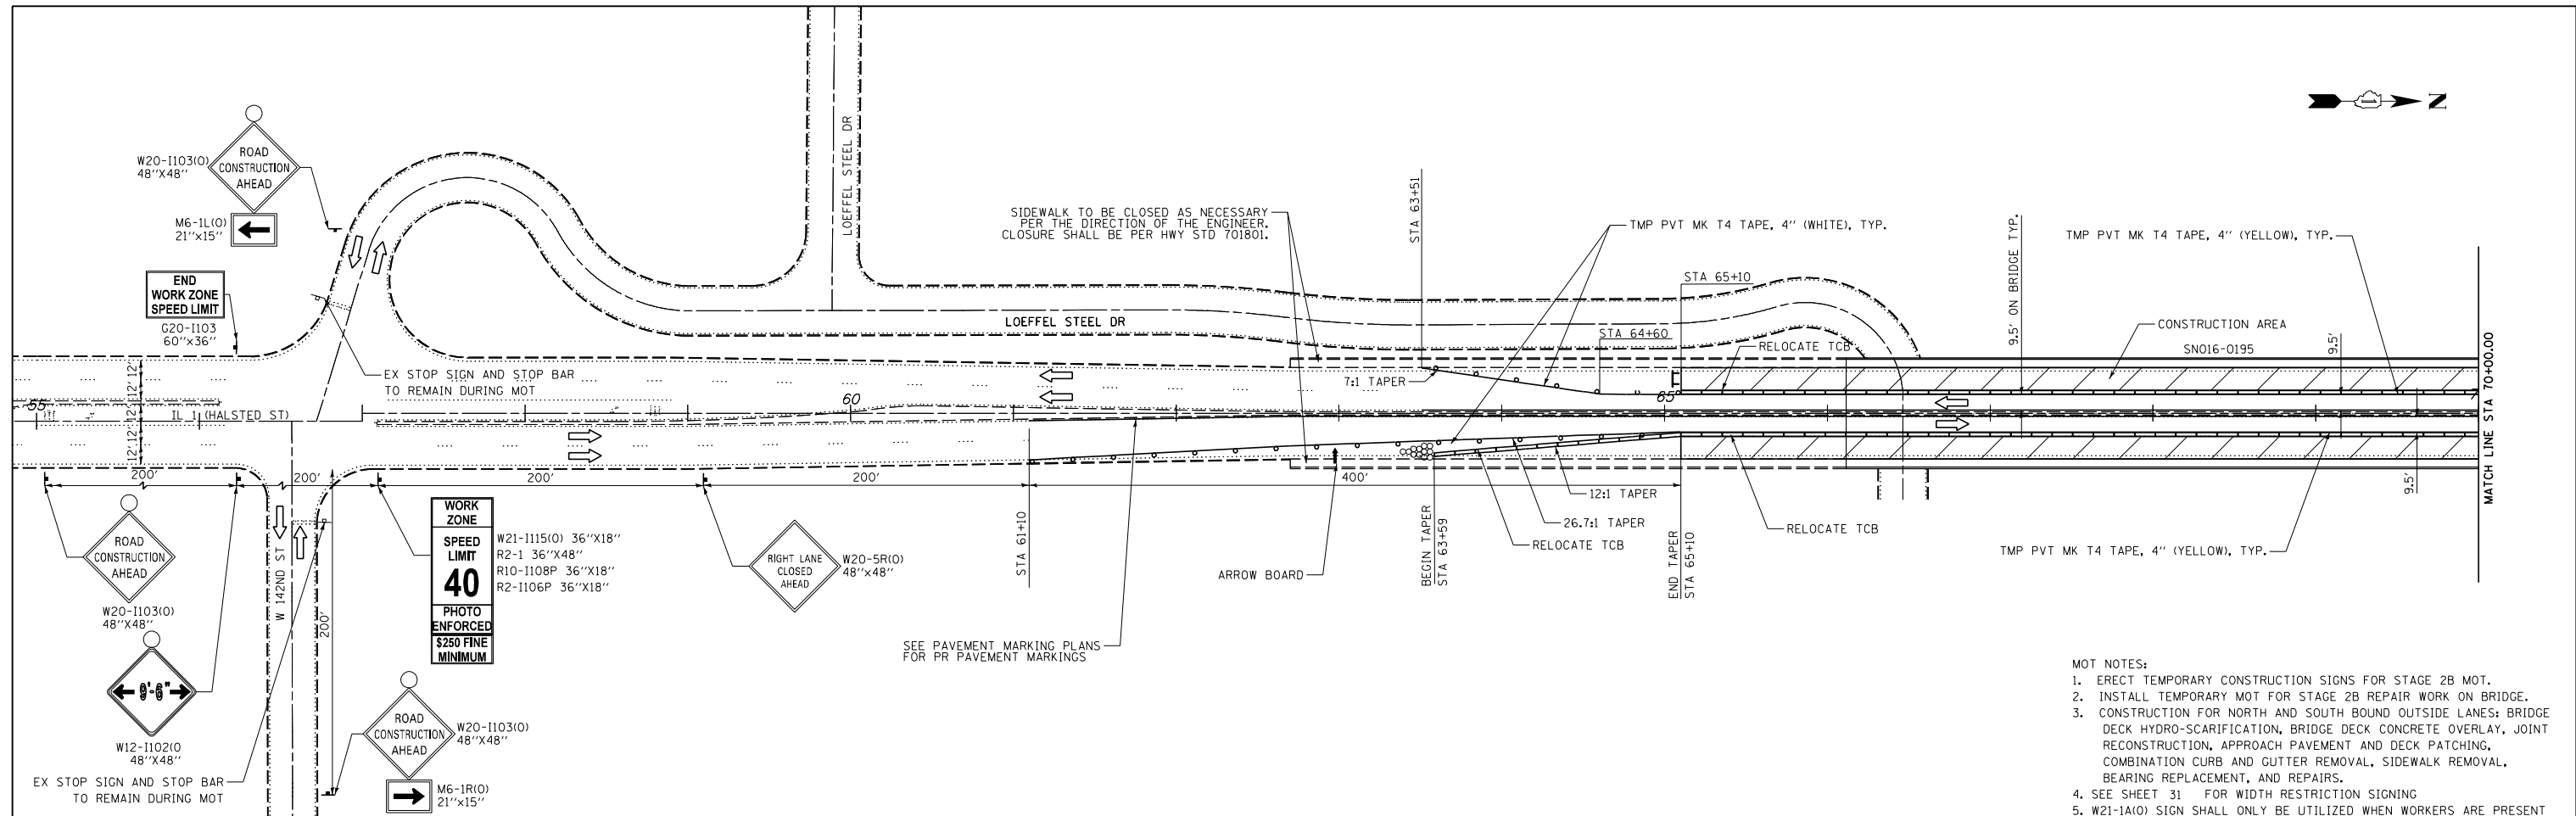 W20-I103(O)
48"X48"
ROAD
CONSTRUCTION
AHEAD
M6-1L(O)
21"x15"
END
WORK ZONE
SPEED LIMIT
G20-I103
60"x36"
LOEFFEL STEEL DR
SIDEWALK TO BE CLOSED AS NECESSARY
PER THE DIRECTION OF THE ENGINEER.
CLOSURE SHALL BE PER HWY STD 701801.
STA 63+51
TMP PVT MK T4 TAPE, 4" (WHITE), TYP.
9.5' ON BRIDGE TYP.
TMP PVT MK T4 TAPE, 4" (YELLOW), TYP.
N
STA 65+10
LOEFFEL STEEL DR
STA 64+60
CONSTRUCTION AREA
RELOCATE TCB
SN016-0195
9.5'
EX STOP SIGN AND STOP BAR
TO REMAIN DURING MOT
7:1 TAPER
12' 12'
12' 12'
55
IL 1 (HALSTED ST)
60
65
MATCH LINE STA 70+00.00
200'
200'
200'
200'
400'
9.5'
ROAD
CONSTRUCTION
AHEAD
W20-I103(O)
48"X48"
9'-6"
W12-I102(O
48"X48"
EX STOP SIGN AND STOP BAR
TO REMAIN DURING MOT
W 142ND ST
200'
WORK
ZONE
SPEED
LIMIT
40
PHOTO
ENFORCED
$250 FINE
MINIMUM
W21-I115(O) 36"X18"
R2-1 36"X48"
R10-I108P 36"X18"
R2-I106P 36"X18"
ROAD
CONSTRUCTION
AHEAD
W20-I103(O)
48"X48"
M6-1R(O)
21"x15"
RIGHT LANE
CLOSED
AHEAD
W20-5R(O)
48"x48"
STA 61+10
SEE PAVEMENT MARKING PLANS
FOR PR PAVEMENT MARKINGS
ARROW BOARD
BEGIN TAPER
STA 63+59
12:1 TAPER
26.7:1 TAPER
RELOCATE TCB
END TAPER
STA 65+10
RELOCATE TCB
TMP PVT MK T4 TAPE, 4" (YELLOW), TYP.
MOT NOTES:
1. ERECT TEMPORARY CONSTRUCTION SIGNS FOR STAGE 2B MOT.
2. INSTALL TEMPORARY MOT FOR STAGE 2B REPAIR WORK ON BRIDGE.
3. CONSTRUCTION FOR NORTH AND SOUTH BOUND OUTSIDE LANES: BRIDGE
DECK HYDRO-SCARIFICATION, BRIDGE DECK CONCRETE OVERLAY, JOINT
RECONSTRUCTION, APPROACH PAVEMENT AND DECK PATCHING,
COMBINATION CURB AND GUTTER REMOVAL, SIDEWALK REMOVAL,
BEARING REPLACEMENT, AND REPAIRS.
4. SEE SHEET 31 FOR WIDTH RESTRICTION SIGNING
5. W21-1A(O) SIGN SHALL ONLY BE UTILIZED WHEN WORKERS ARE PRESENT